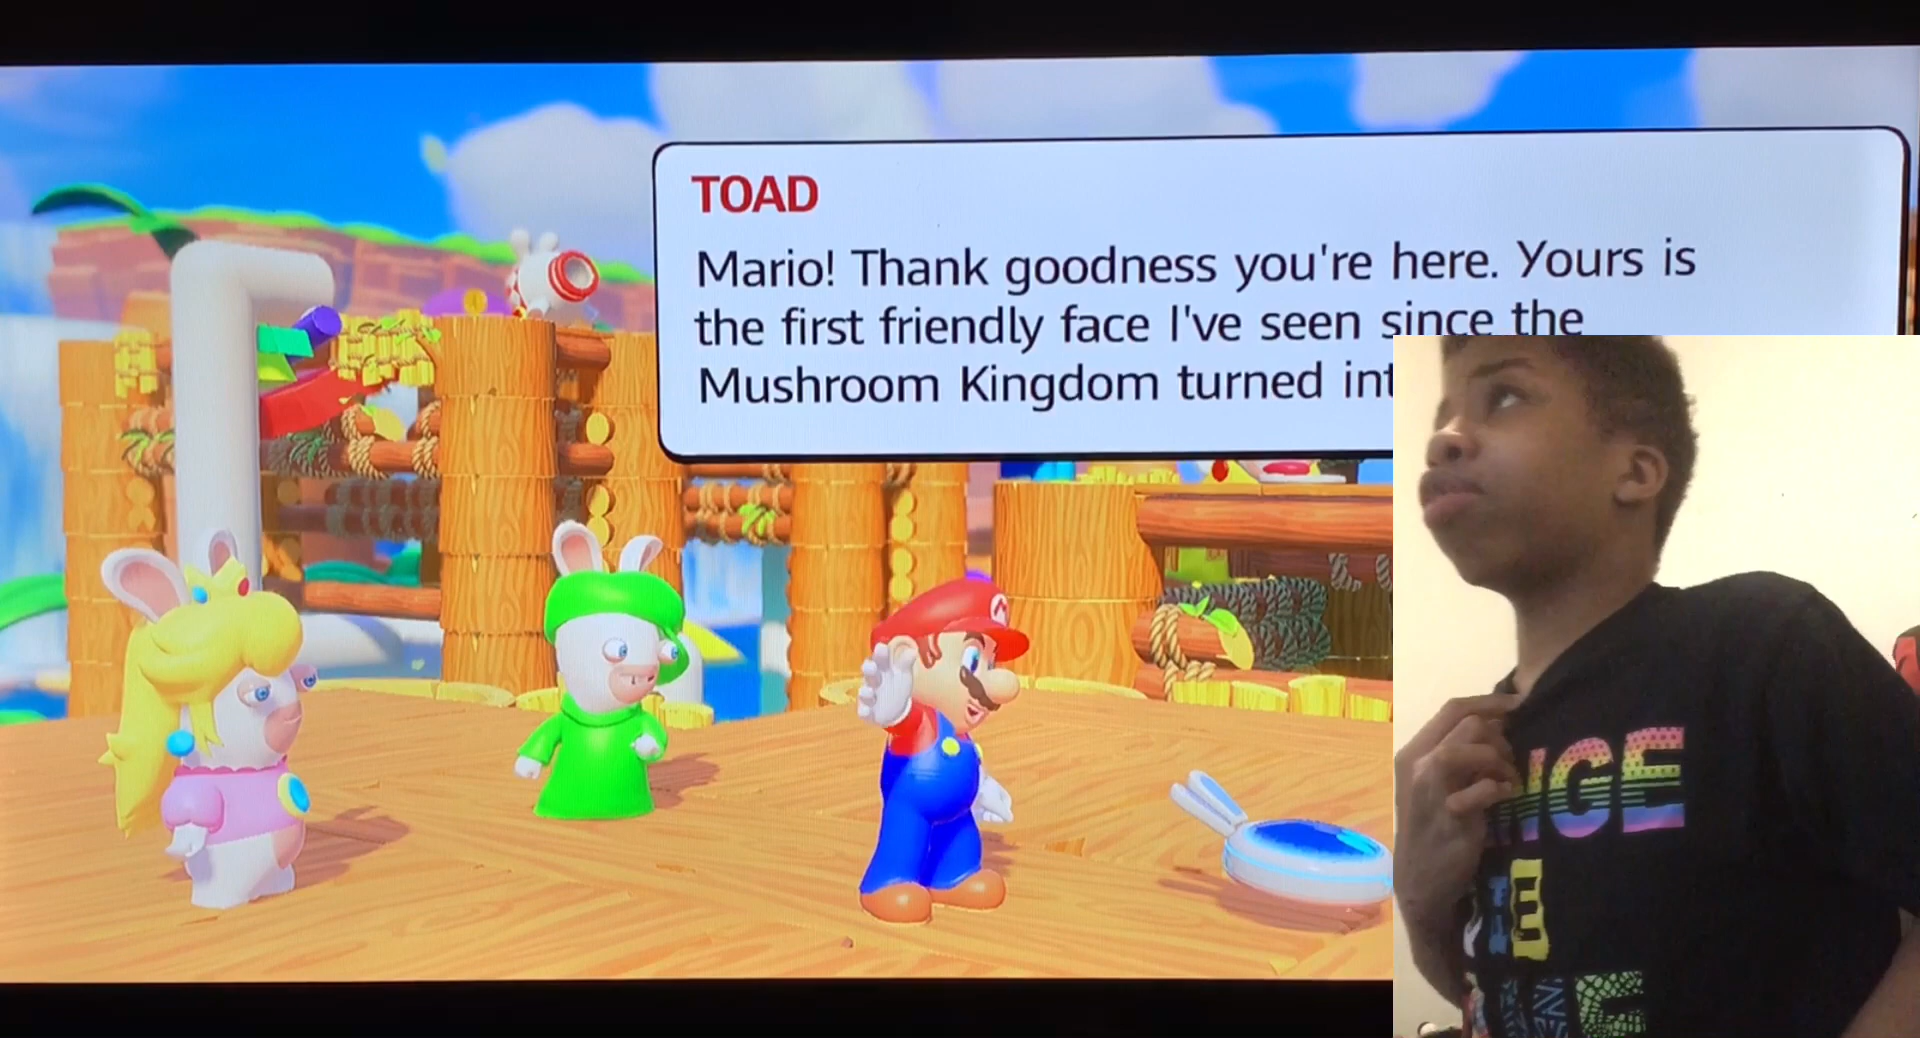 TOAD
Mario! Thank goodness you're here. Yours is
the first friendly face I've seen since the
Mushroom Kingdom turned
M